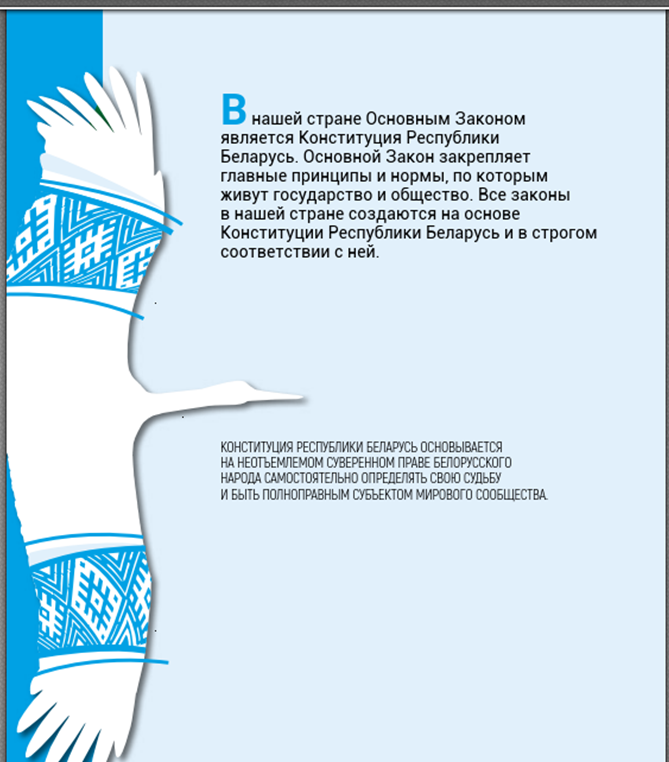 В нашей стране Основным Законом
является Конституция Республики
Беларусь. Основной Закон закрепляет
главные принципы и нормы, по которым
живут государство и общество. Все законы
в нашей стране создаются на основе
Конституции Республики Беларусь и в строгом
соответствии с ней.
КОНСТИТУЦИЯ РЕСПУБЛИКИ БЕЛАРУСЬ ОСНОВЫВАЕТСЯ
НА НЕОТЪЕМЛЕМОМ СУВЕРЕННОМ ПРАВЕ БЕЛОРУССКОГО
НАРОДА САМОСТОЯТЕЛЬНО ОПРЕДЕЛЯТЬ СВОЮ СУДЬБУ
И БЫТЬ ПОЛНОПРАВНЫМ СУБЪЕКТОМ МИРОВОГО СООБЩЕСТВА.